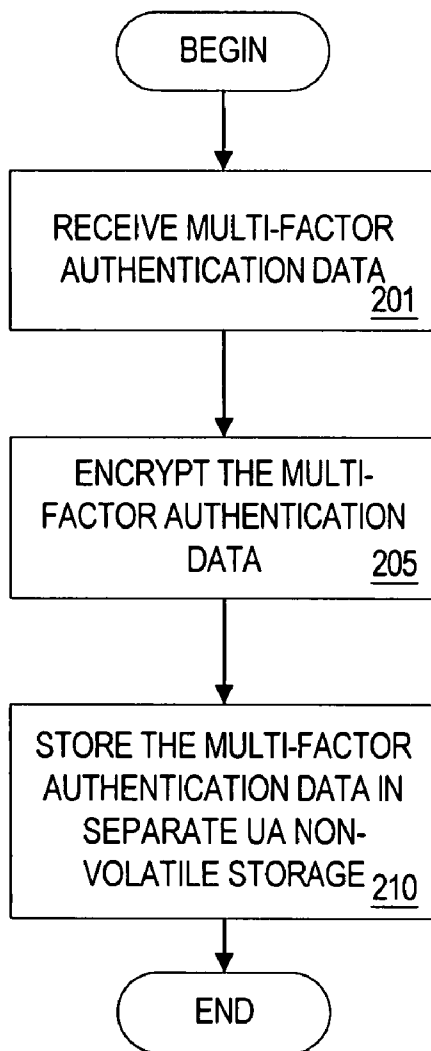 BEGIN
RECEIVE MULTI-FACTOR
AUTHENTICATION DATA
201
ENCRYPT THE MULTI-
FACTOR AUTHENTICATION
DATA
205
STORE THE MULTI-FACTOR
AUTHENTICATION DATA IN
SEPARATE UA NON-
VOLATILE STORAGE
210
END